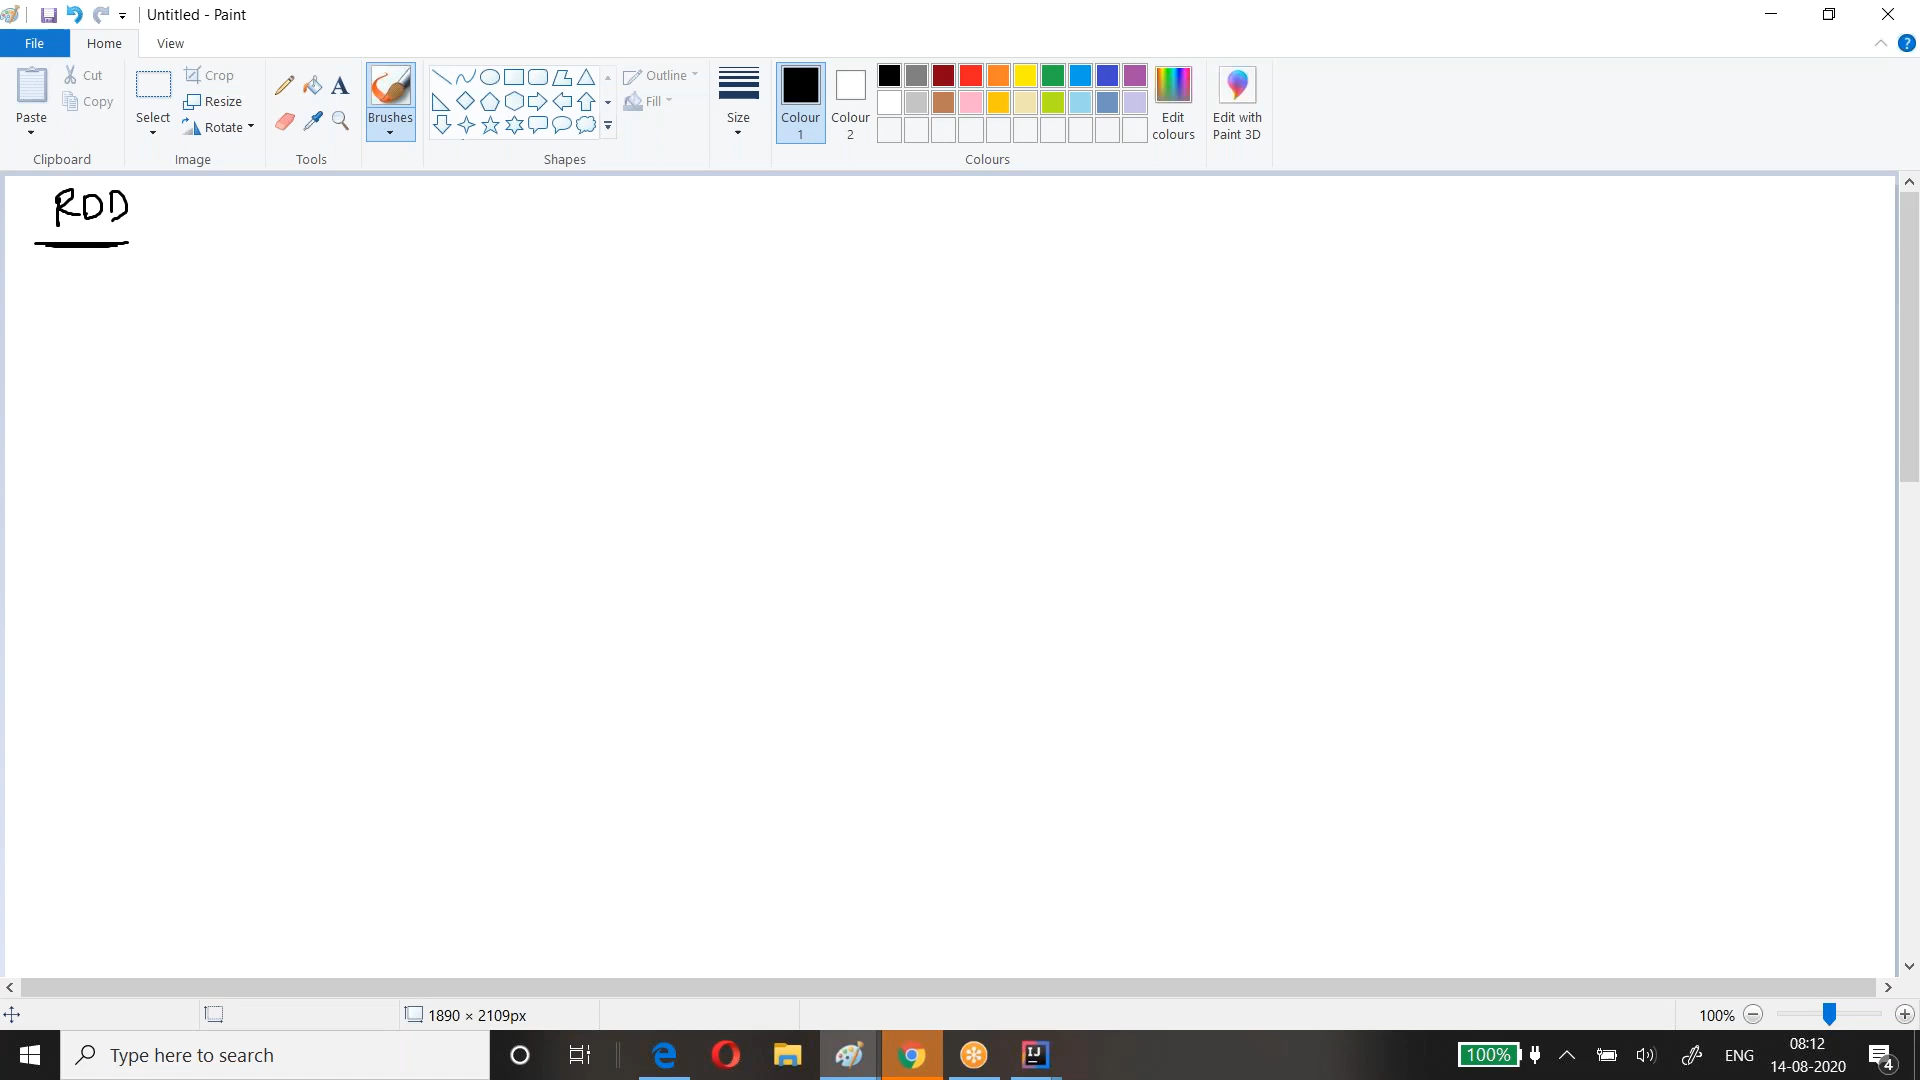 Untitled - Paint
File
Home
View
Paste
Cut
Copy
Clipboard
Select
Crop
Resize
Rotate
Image
Tools
Brushes
Outline
Fill
Shapes
Size
Colour
1
Colour
2
Colours
Edit
colours
Edit with
Paint 3D
RDD
1890 × 2109px
100%
Type here to search
100%
ENG
08:12
14-08-2020
4